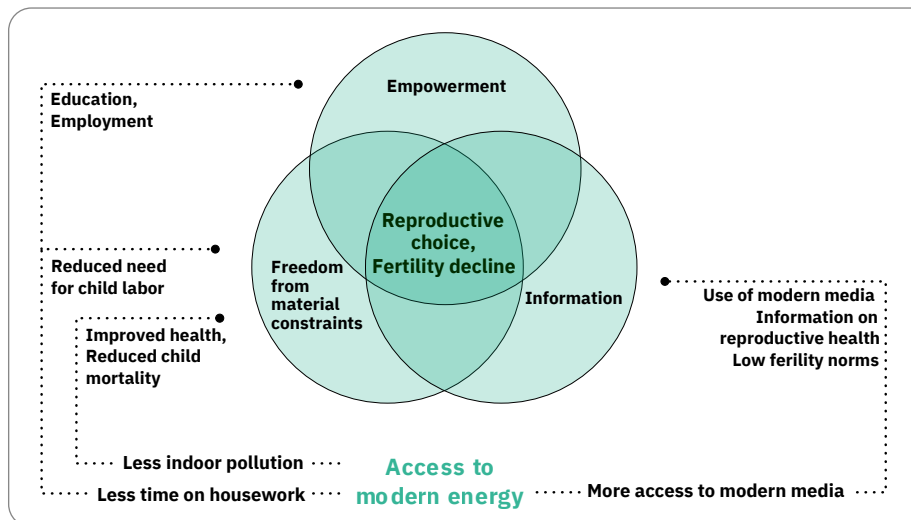 Empowerment
Education,
Employment
Reproductive
choice,
Fertility decline
Reduced need
for child labor
Freedom
from
material
constraints
Information
Improved health,
Reduced child
mortality
Use of modern media
Information on
reproductive health
Low ferility norms
Less indoor pollution
Less time on housework
Access to
modern energy
More access to modern media